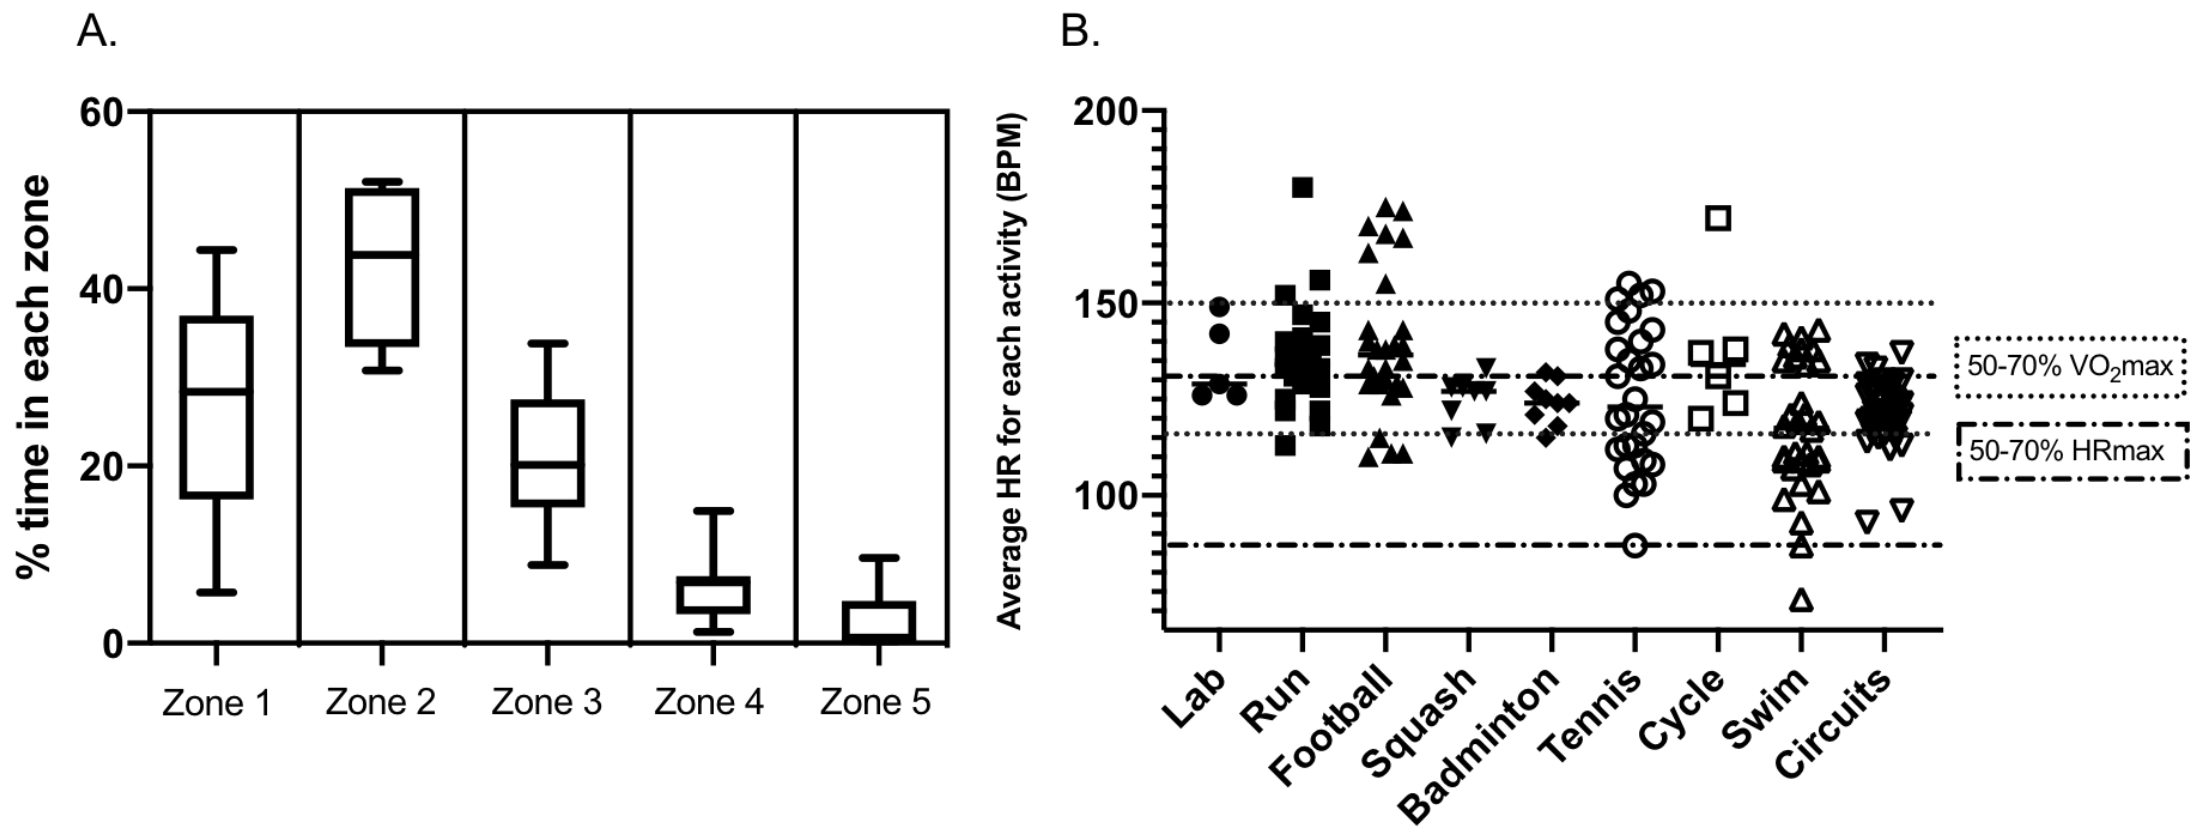 A.
% time in each zone
60
40
20
0
Zone 1
Zone 2
Zone 3
Zone 4
Zone 5
B.
Average HR for each activity (BPM)
200
150
100
Lab
Run
Football
Squash
Badminton
Tennis
Cycle
Swim
Circuits
50-70% VO₂max
50-70% HRmax